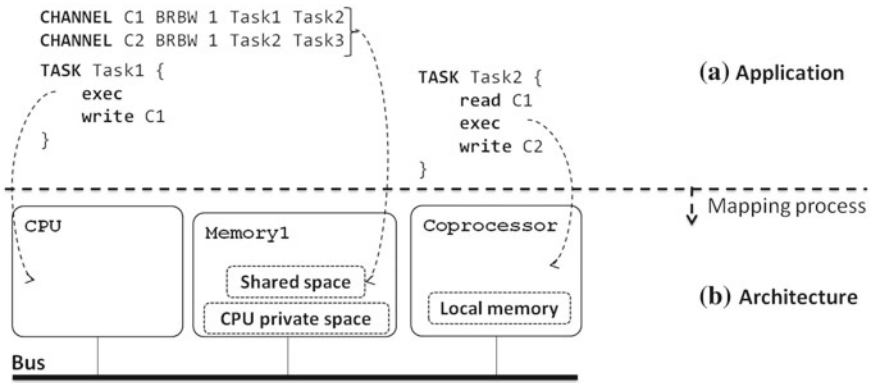 CHANNEL C1 BRBW 1 Task1 Task2
CHANNEL C2 BRBW 1 Task2 Task3
TASK Task1 {
exec
write C1
}
TASK Task2 {
read C1
exec
write C2
}
(a) Application
Mapping process
CPU
Memory1
Shared space
CPU private space
Coprocessor
Local memory
(b) Architecture
Bus